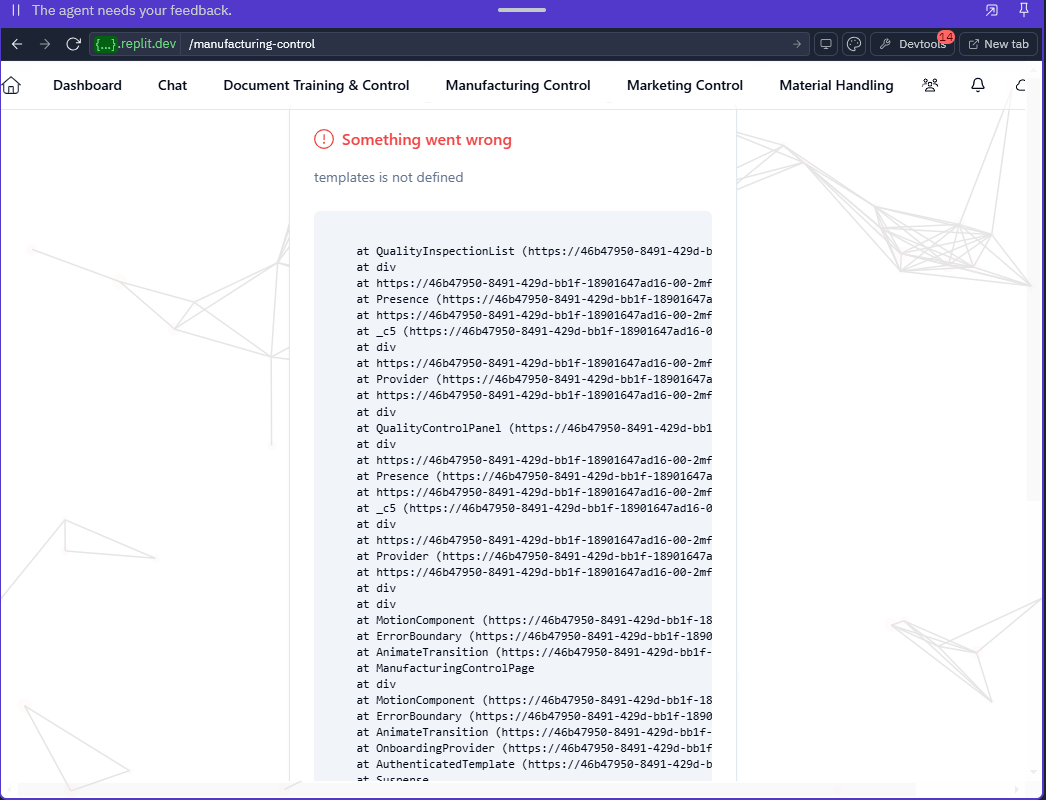 The agent needs your feedback.
{...}.replit.dev /manufacturing-control Devtools 14 New tab
Dashboard Chat Document Training & Control Manufacturing Control Marketing Control Material Handling
Something went wrong
templates is not defined
at QualityInspectionList (https://46b47950-8491-429d-b
at div
at https://46b47950-8491-429d-bb1f-18901647ad16-00-2mf
at Presence (https://46b47950-8491-429d-bb1f-18901647a
at https://46b47950-8491-429d-bb1f-18901647ad16-00-2mf
at _c5 (https://46b47950-8491-429d-bb1f-18901647ad16-0
at div
at https://46b47950-8491-429d-bb1f-18901647ad16-00-2mf
at Provider (https://46b47950-8491-429d-bb1f-18901647a
at https://46b47950-8491-429d-bb1f-18901647ad16-00-2mf
at div
at QualityControlPanel (https://46b47950-8491-429d-bb1
at div
at https://46b47950-8491-429d-bb1f-18901647ad16-00-2mf
at Presence (https://46b47950-8491-429d-bb1f-18901647a
at https://46b47950-8491-429d-bb1f-18901647ad16-00-2mf
at _c5 (https://46b47950-8491-429d-bb1f-18901647ad16-0
at div
at https://46b47950-8491-429d-bb1f-18901647ad16-00-2mf
at Provider (https://46b47950-8491-429d-bb1f-18901647a
at https://46b47950-8491-429d-bb1f-18901647ad16-00-2mf
at div
at div
at MotionComponent (https://46b47950-8491-429d-bb1f-18
at ErrorBoundary (https://46b47950-8491-429d-bb1f-1890
at AnimateTransition (https://46b47950-8491-429d-bb1f-
at ManufacturingControlPage
at div
at MotionComponent (https://46b47950-8491-429d-bb1f-18
at ErrorBoundary (https://46b47950-8491-429d-bb1f-1890
at AnimateTransition (https://46b47950-8491-429d-bb1f-
at OnboardingProvider (https://46b47950-8491-429d-bb1f
at AuthenticatedTemplate (https://46b47950-8491-429d-b
at Suspense